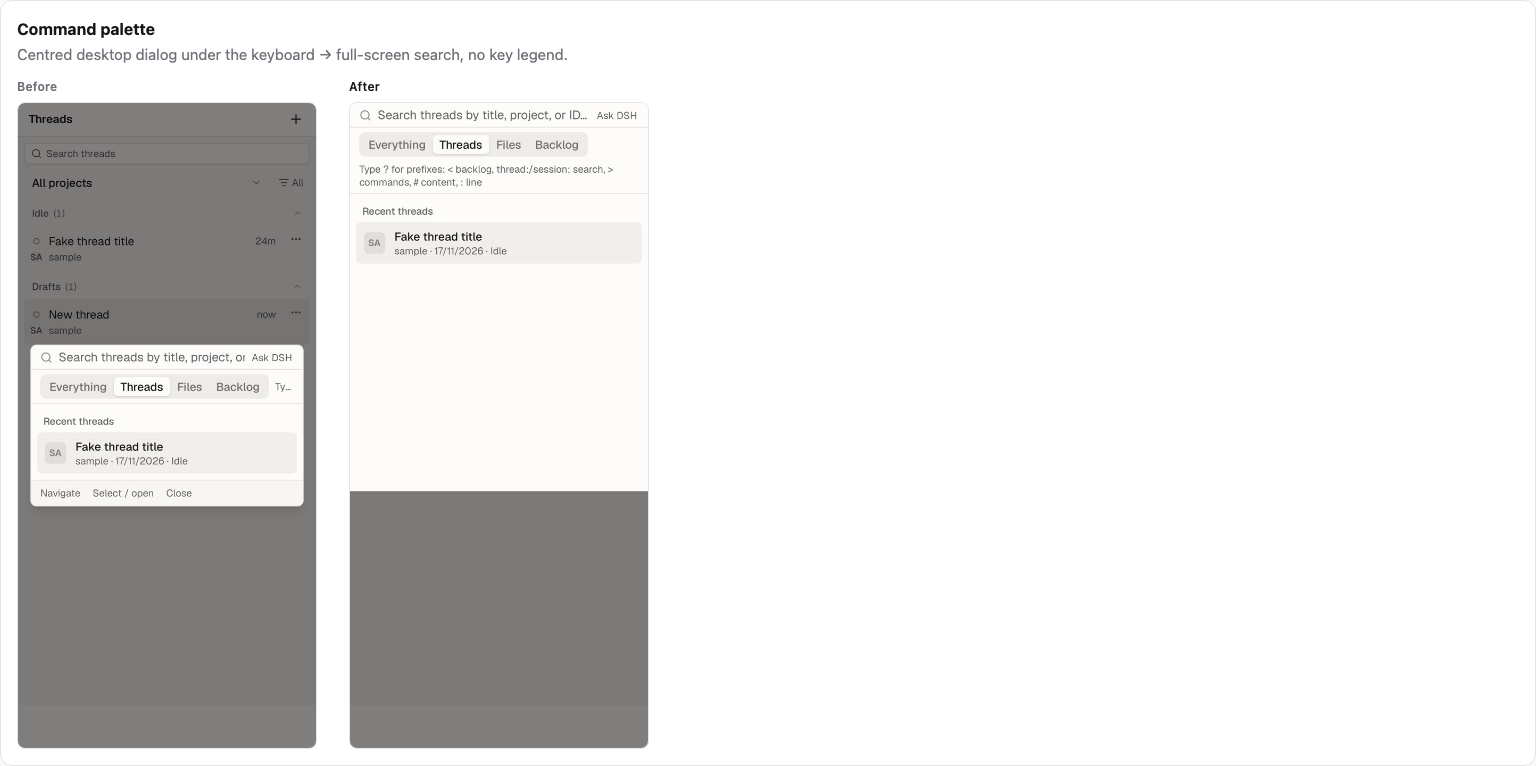 Command palette
Centred desktop dialog under the keyboard → full-screen search, no key legend.
Before
Threads
Search threads
All projects
All
Idle (1)
Fake thread title 24m
SA sample
Drafts (1)
New thread now
SA sample
Search threads by title, project, or Ask DSH
Everything Threads Files Backlog Ty...
Recent threads
SA
Fake thread title
sample · 17/11/2026 · Idle
Navigate Select / open Close
After
Search threads by title, project, or ID... Ask DSH
Everything Threads Files Backlog
Type ? for prefixes: < backlog, thread:/session: search, >
commands, # content, : line
Recent threads
SA
Fake thread title
sample · 17/11/2026 · Idle